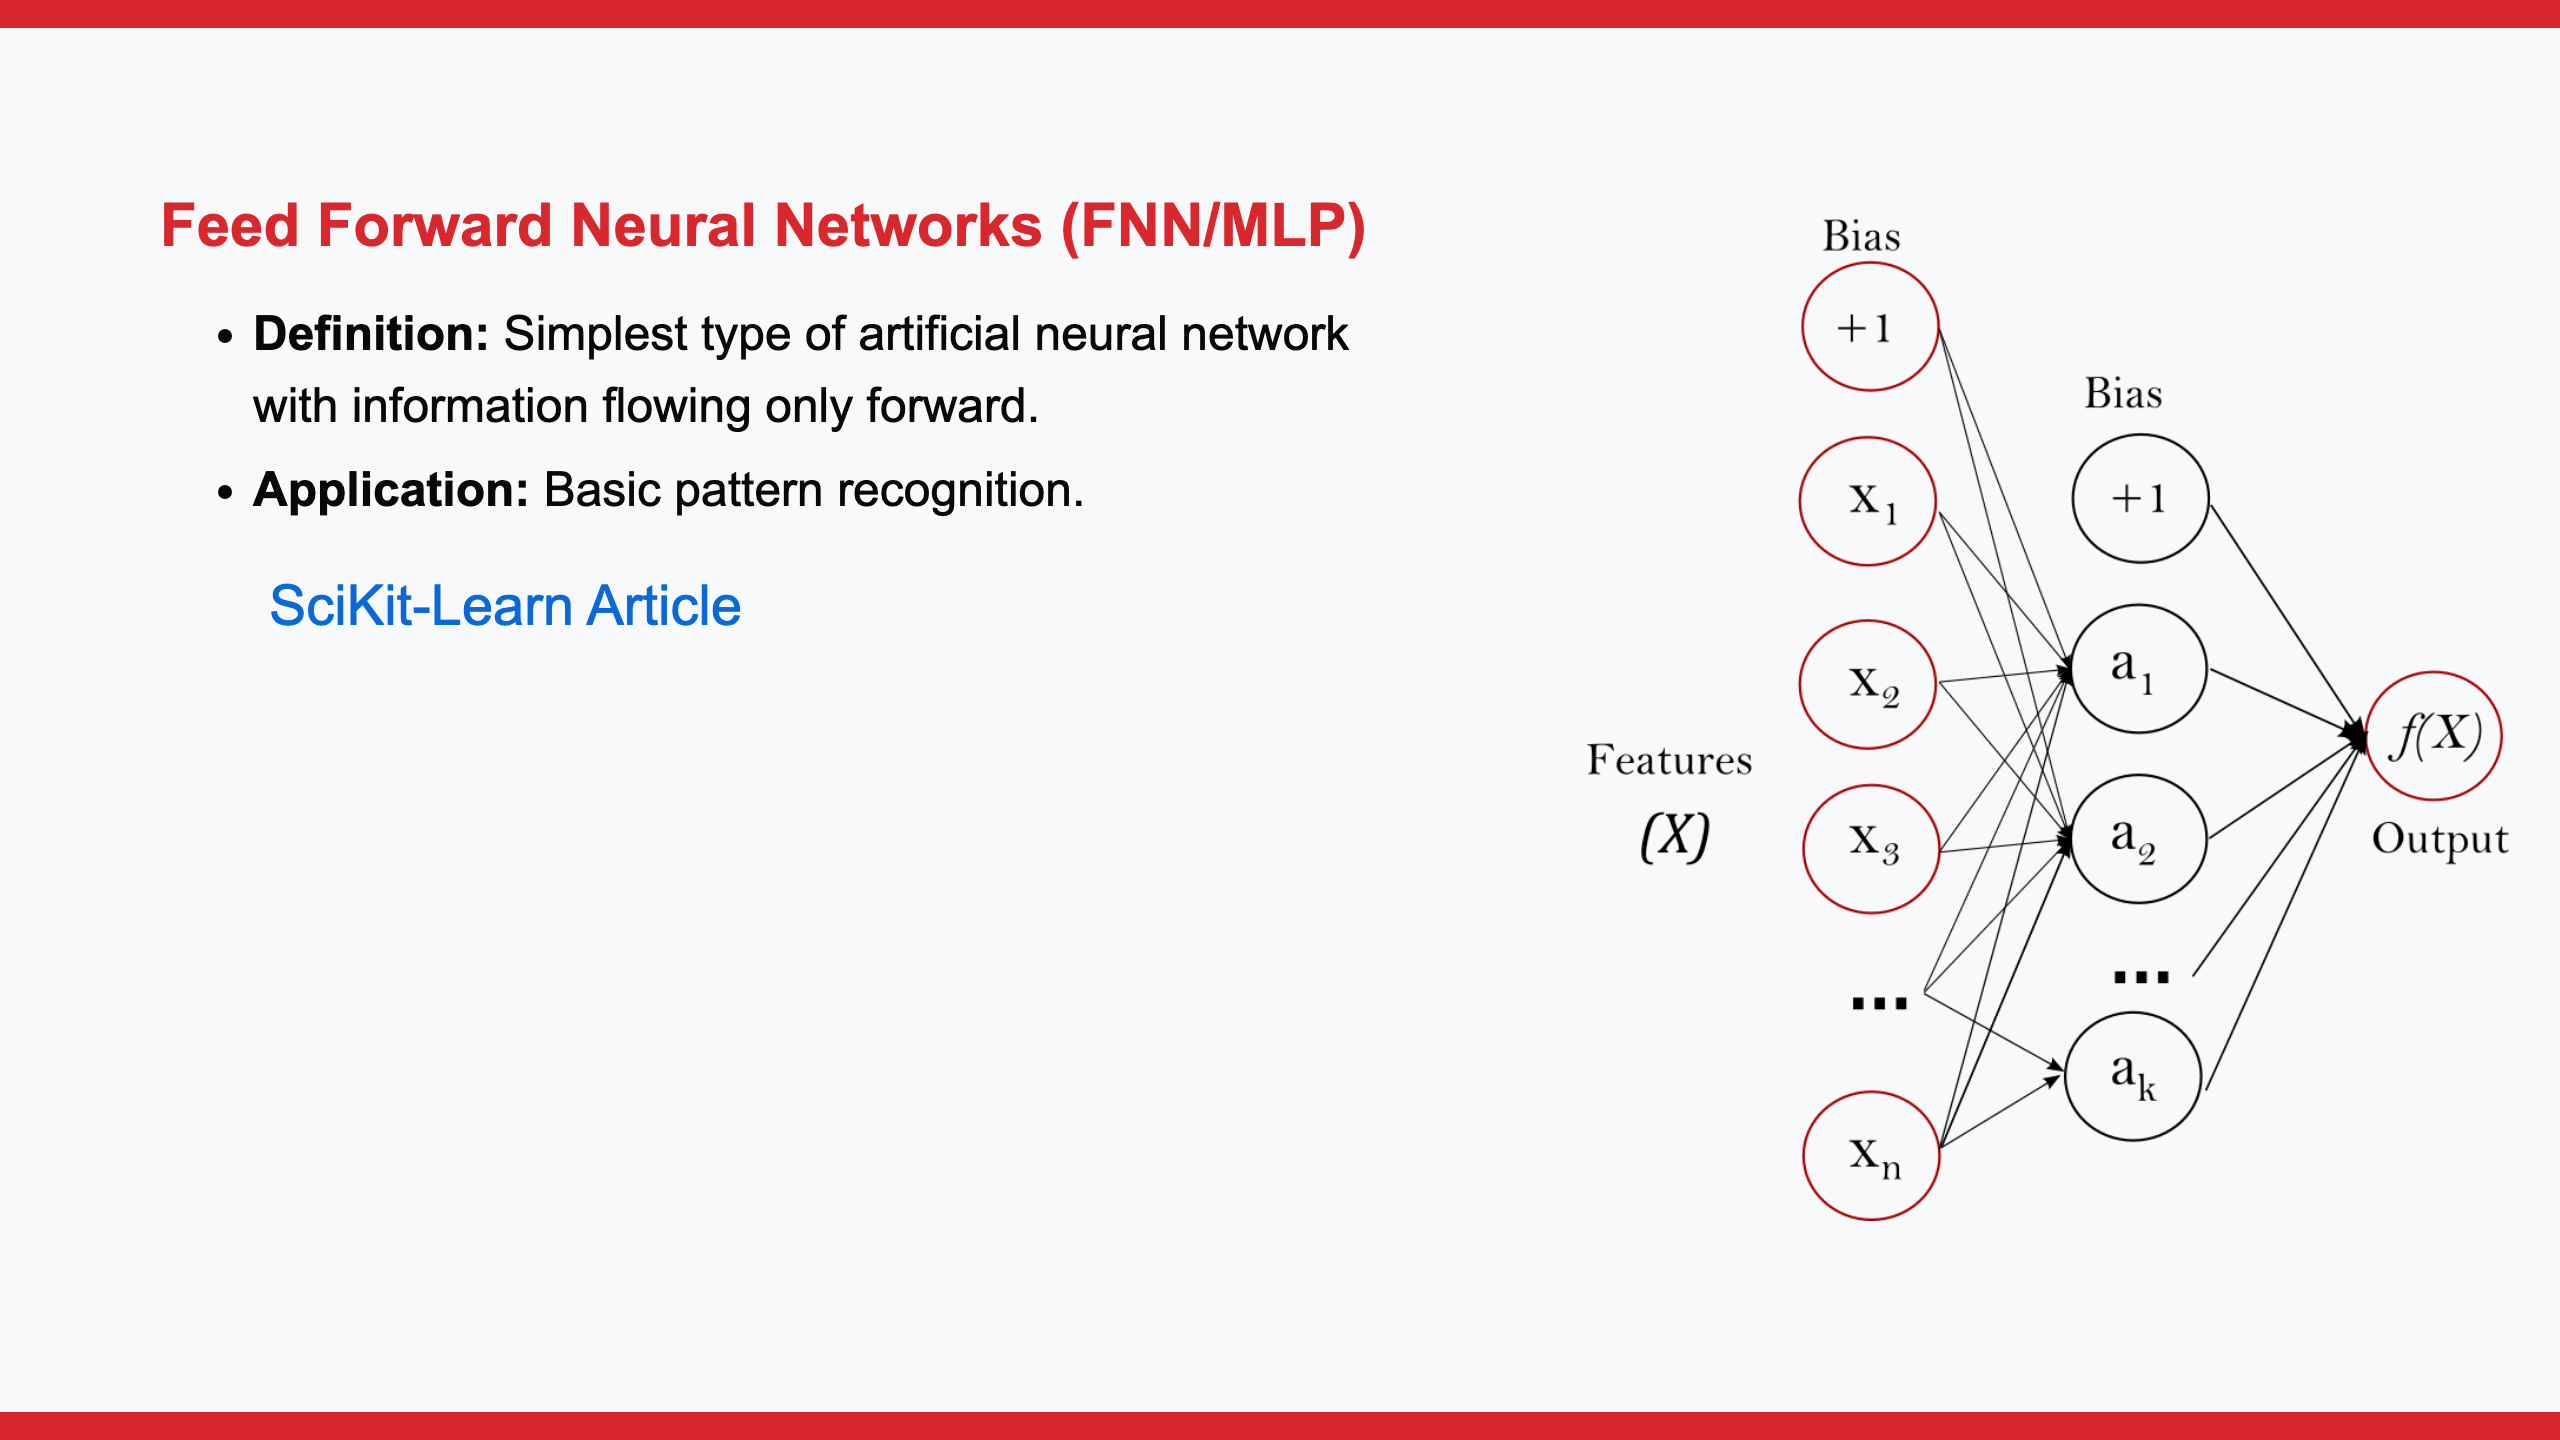 Feed Forward Neural Networks (FNN/MLP)
• Definition: Simplest type of artificial neural network
with information flowing only forward.
• Application: Basic pattern recognition.
SciKit-Learn Article
Bias
+1
x₁
x₂
Features
(X)
x₃
...
xₙ
Bias
+1
a₁
a₂
...
aₖ
f(X)
Output